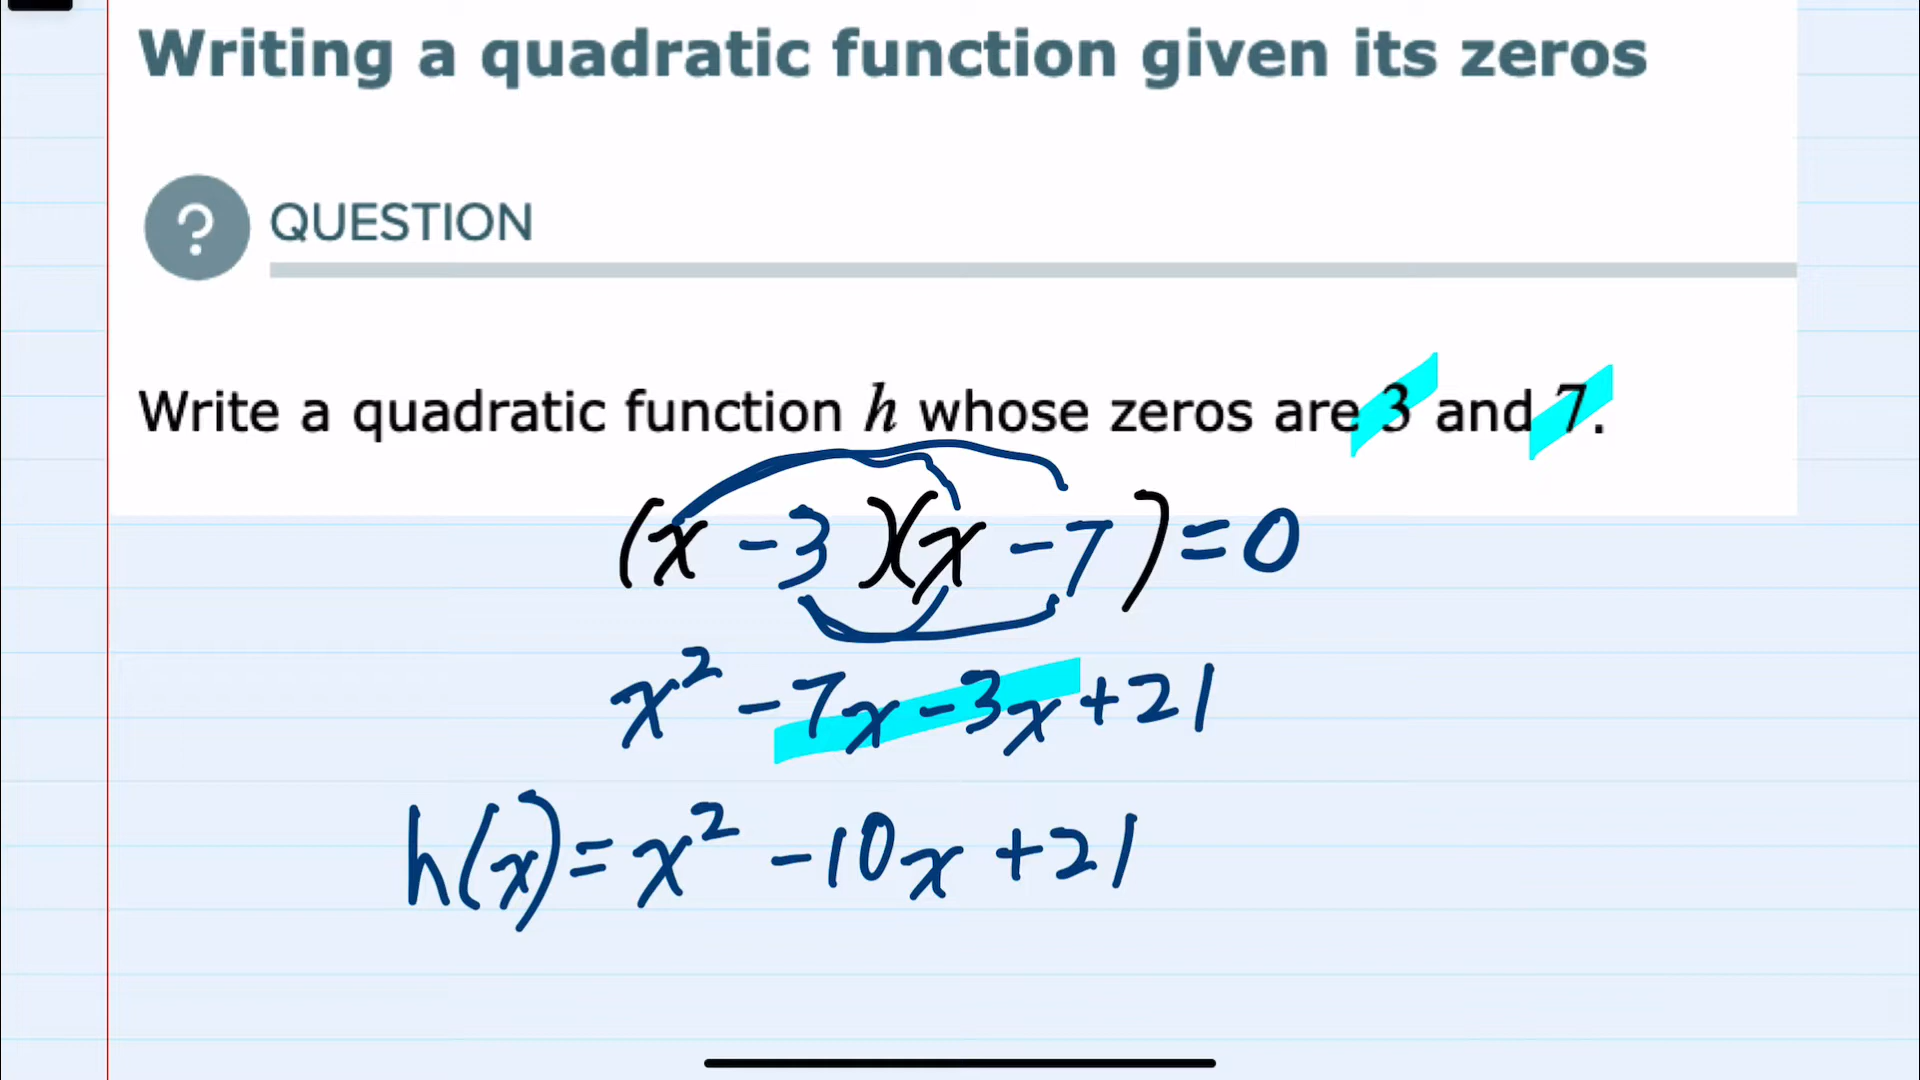 Writing a quadratic function given its zeros
?
QUESTION
Write a quadratic function h whose zeros are 3 and 7.
(x - 3)(x - 7) = 0
x² - 7x - 3x + 21
h(x) = x² - 10x + 21